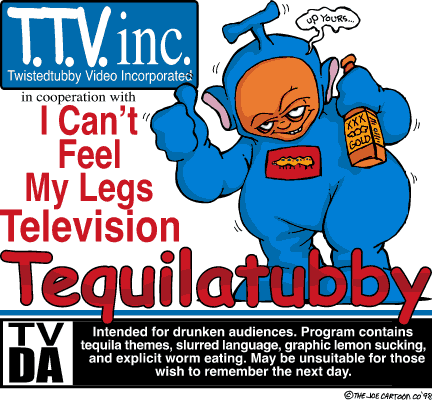 T.T.V. inc.
Twistedtubby Video Incorporated
in cooperation with
I Can't
Feel
My Legs
Television
UP YOURS...
XXX
GOLD
Tequilatubby
TV
DA
Intended for drunken audiences. Program contains
tequila themes, slurred language, graphic lemon sucking,
and explicit worm eating. May be unsuitable for those
wish to remember the next day.
©THE JOE CARTOON.CO'98